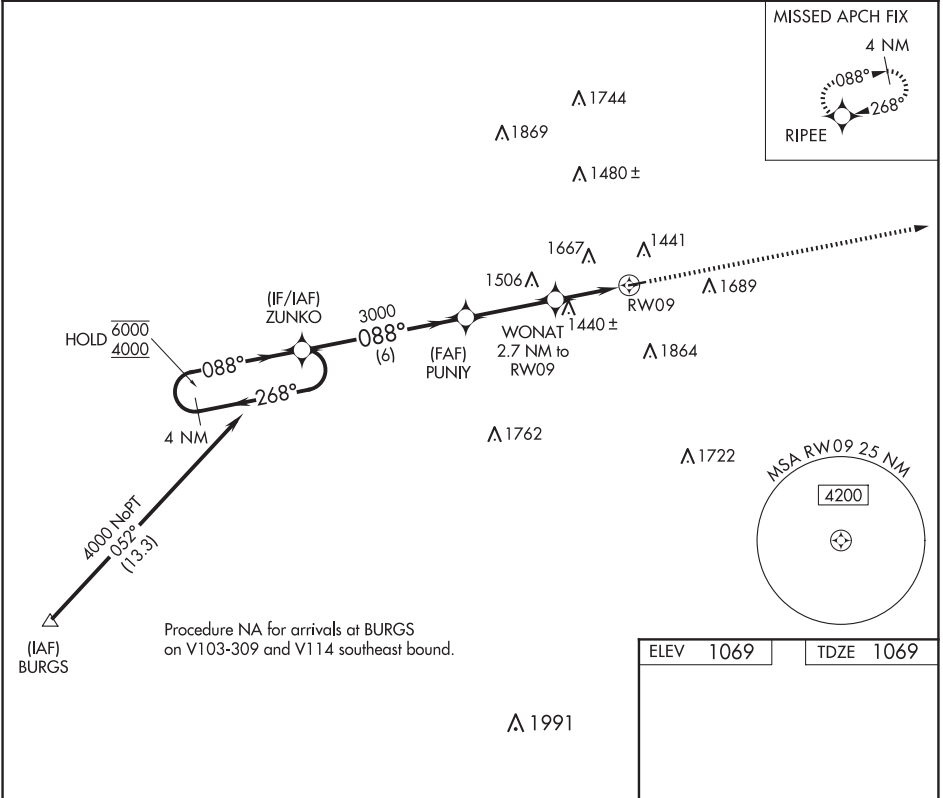 MISSED APCH FIX
4 NM
088°
268°
RIPEE
1744
1869
1480 ±
1667
1441
1506
1689
RW09
(IF/IAF)
ZUNKO
3000
088°
(6)
HOLD 6000
4000
088°
268°
4 NM
(FAF)
PUNIY
WONAT
2.7 NM to
RW09
1440 ±
1864
1762
1722
MSA RW09 25 NM
4200
4000 NoPT
052°
(13.3)
(IAF)
BURGS
Procedure NA for arrivals at BURGS
on V103-309 and V114 southeast bound.
ELEV 1069
TDZE 1069
1991